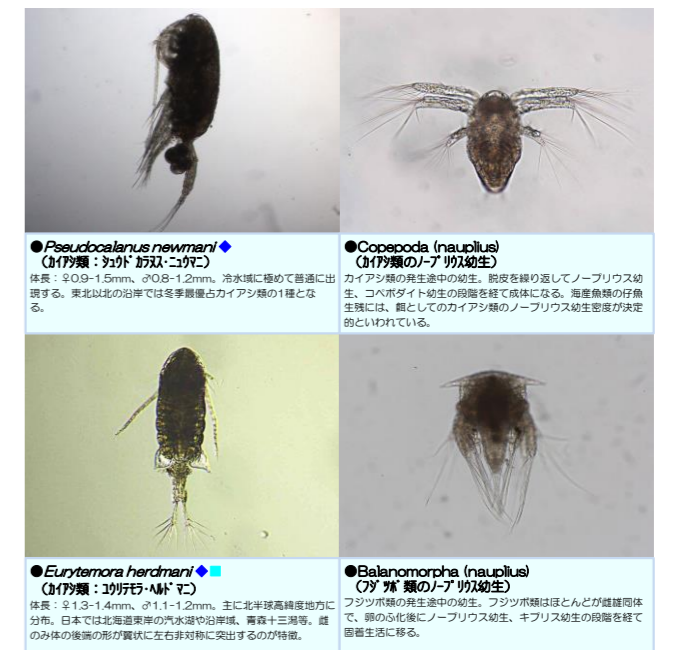 ●Pseudocalanus newmani◆
(カイアシ類：シュウドカラヌス・ニュウマニ)
体長：♀0.9-1.5mm、♂0.8-1.2mm。冷水域に極めて普通に出
現する。東北以北の沿岸では冬季最優占カイアシ類の1種とな
る。
●Copepoda (nauplius)
(カイアシ類のノープリウス幼生)
カイアシ類の発生途中の幼生。脱皮を繰り返してノープリウス幼
生、コペポダイト幼生の段階を経て成体になる。海産魚類の仔魚
生残には、餌としてのカイアシ類のノープリウス幼生密度が決定
的といわれている。
●Eurytemora herdmani◆■
(カイアシ類：ユウリテモラ・ヘルドマニ)
体長：♀1.3-1.4mm、♂1.1-1.2mm。主に北半球高緯度地方に
分布。日本では北海道東岸の汽水湖や沿岸域、青森十三潟等。雌
のみ体の後端の形が翼状に左右非対称に突出するのが特徴。
●Balanomorpha (nauplius)
(フジツボ類のノープリウス幼生)
フジツボ類の発生途中の幼生。フジツボ類はほとんどが雌雄同体
で、卵のふ化後にノープリウス幼生、キプリス幼生の段階を経て
固着生活に移る。